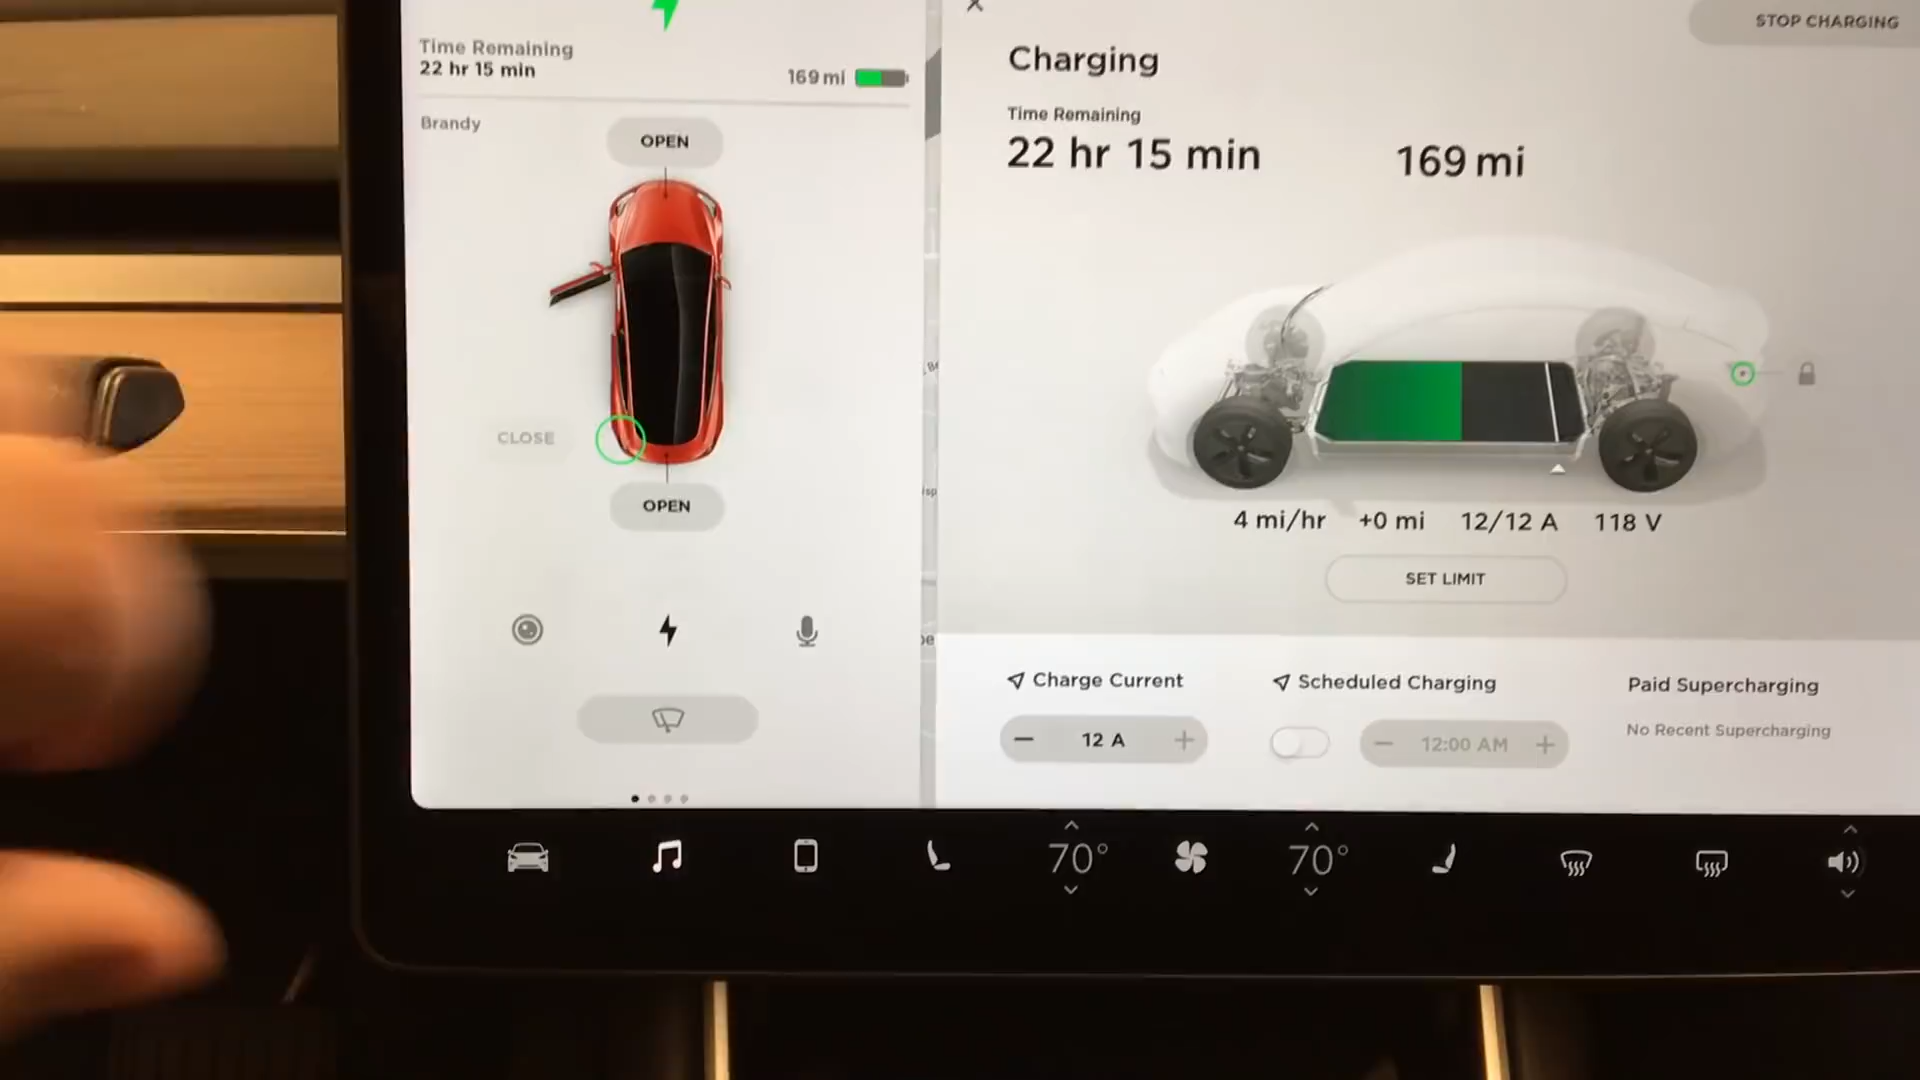 Time Remaining
22 hr 15 min
169 mi
Brandy
OPEN
CLOSE
OPEN
STOP CHARGING
Charging
Time Remaining
22 hr 15 min
169 mi
4 mi/hr +0 mi 12/12 A 118 V
SET LIMIT
Charge Current
− 12 A +
Scheduled Charging
− 12:00 AM +
Paid Supercharging
No Recent Supercharging
70° 70°